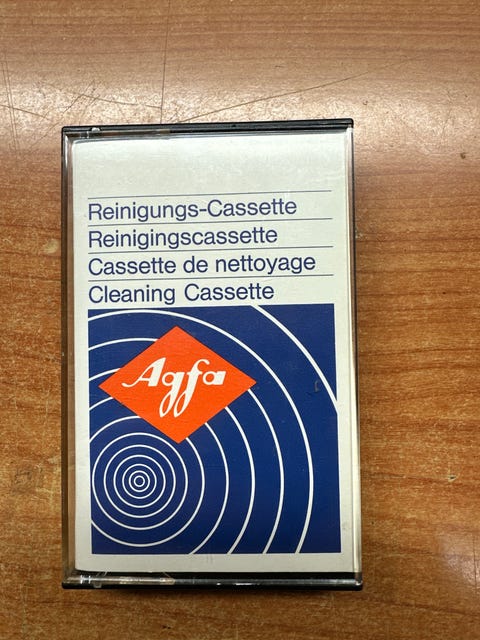 Reinigungs-Cassette
Reinigingscassette
Cassette de nettoyage
Cleaning Cassette
Agfa